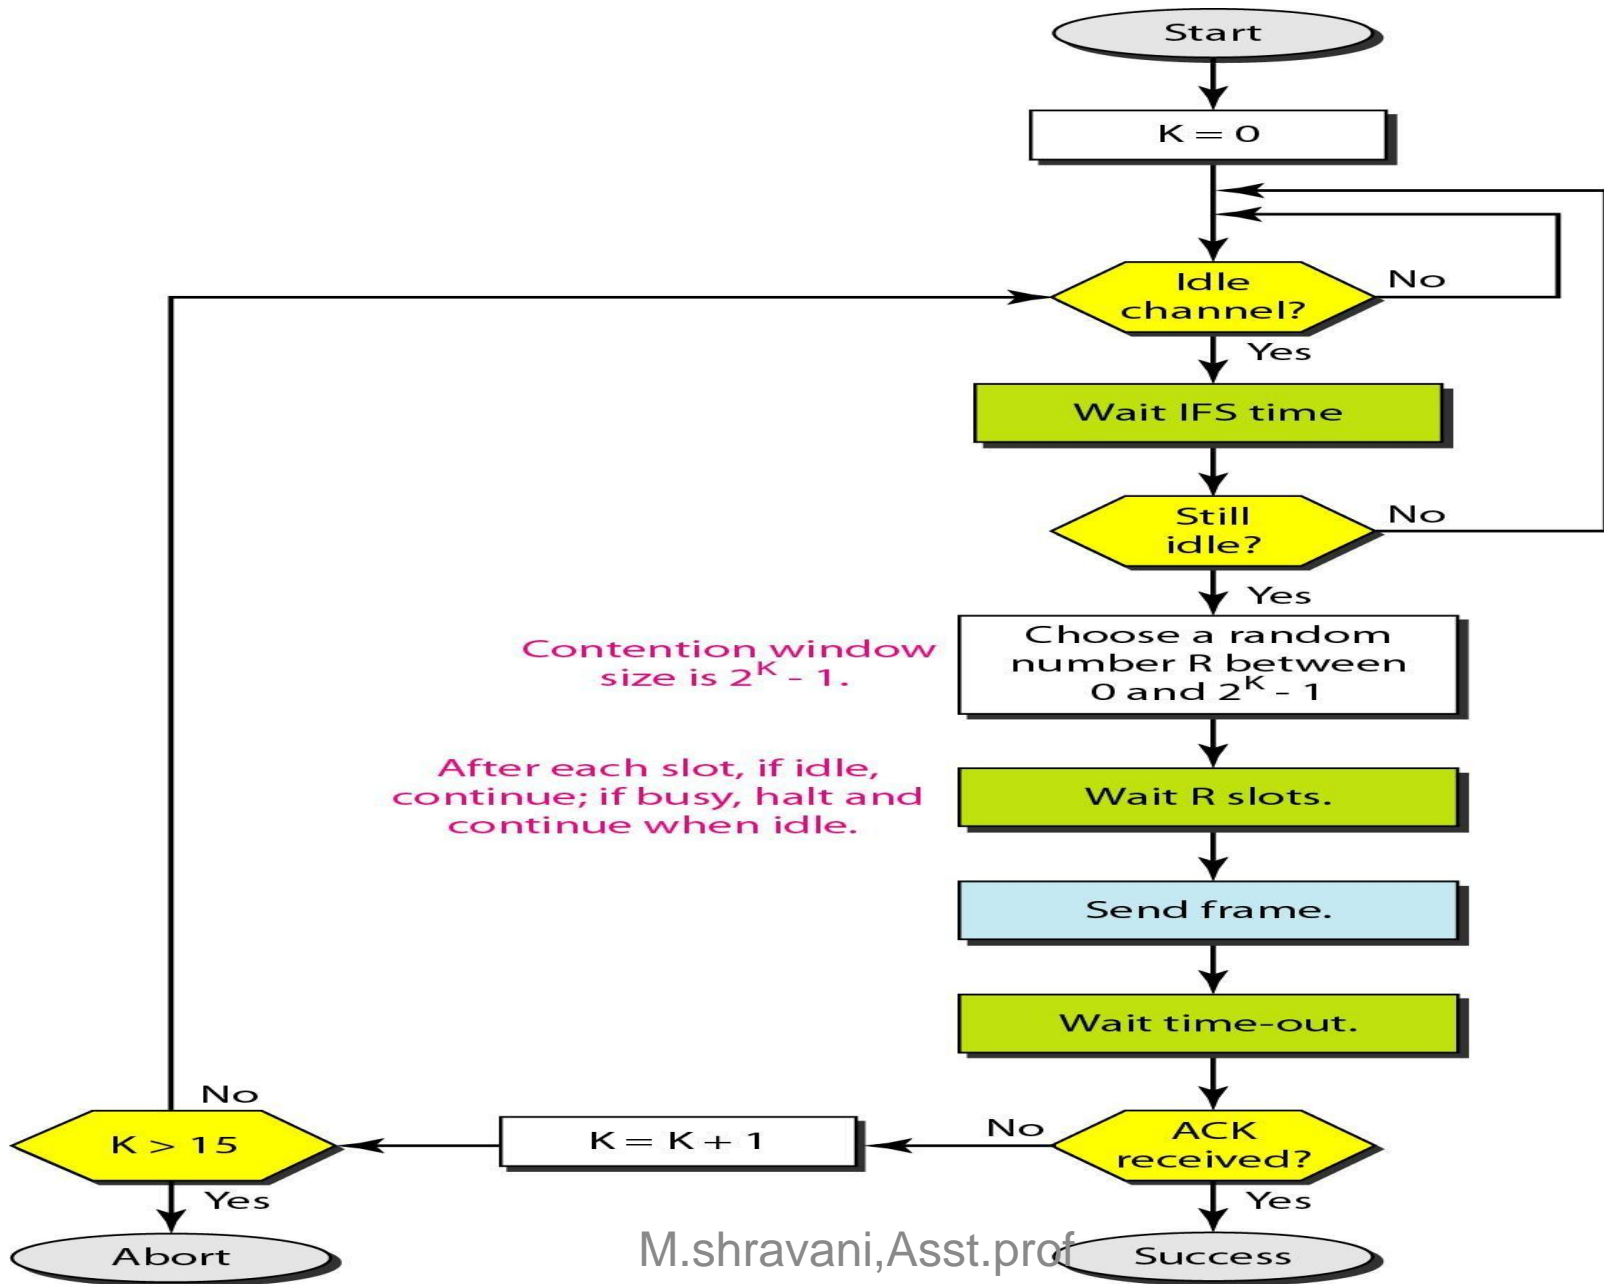 Start
K = 0
Idle
channel?
No
Yes
Wait IFS time
Still
idle?
No
Yes
Choose a random
number R between
0 and 2^K - 1
Contention window
size is 2^K - 1.
After each slot, if idle,
continue; if busy, halt and
continue when idle.
Wait R slots.
Send frame.
Wait time-out.
ACK
received?
No
Yes
K = K + 1
K > 15
No
Yes
Abort
Success
M.shravani,Asst.prof